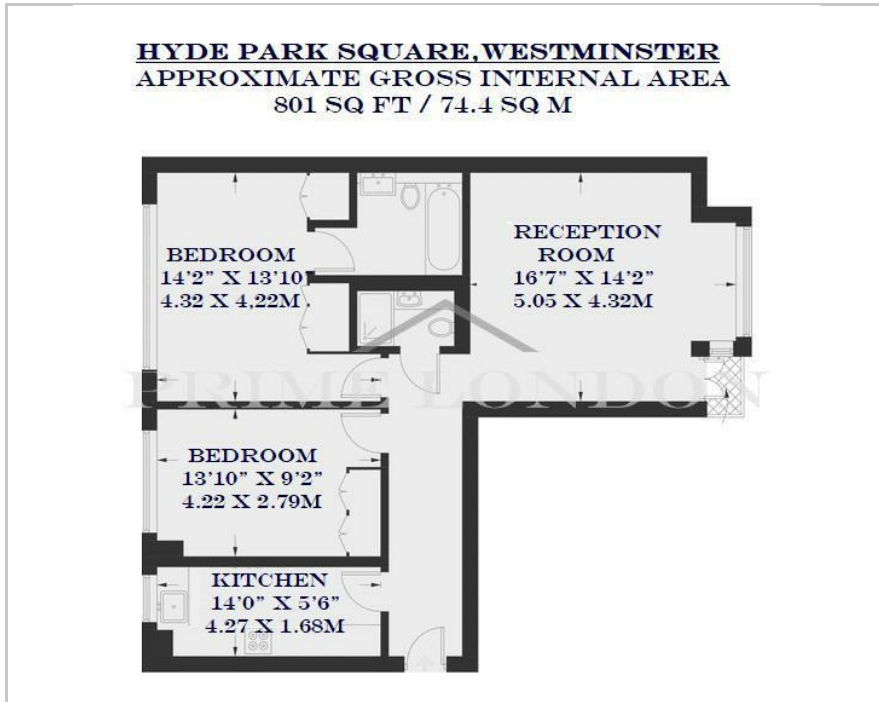 HYDE PARK SQUARE,WESTMINSTER
APPROXIMATE GROSS INTERNAL AREA
801 SQ FT / 74.4 SQ M
BEDROOM
14'2" X 13'10
4.32 X 4,22M
RECEPTION
ROOM
16'7" X 14'2"
5.05 X 4.32M
PRIME LONDON
BEDROOM
13'10" X 9'2"
4.22 X 2.79M
KITCHEN
14'0" X 5'6"
4.27 X 1.68M